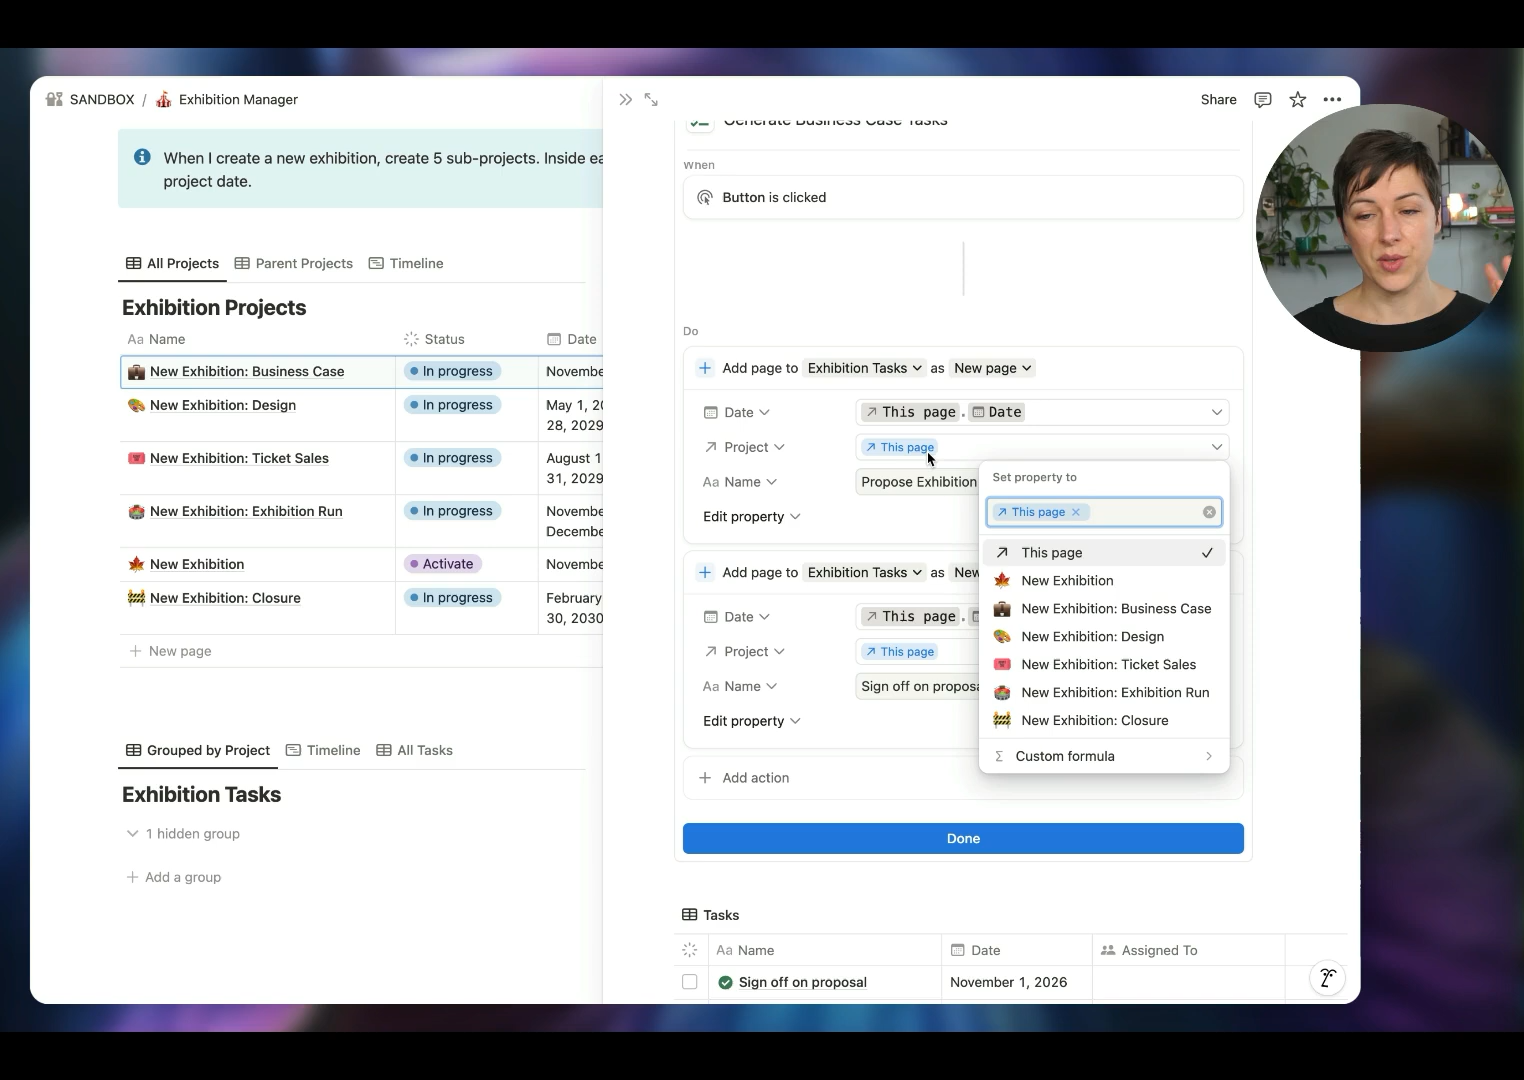 SANDBOX / Exhibition Manager
Share
When I create a new exhibition, create 5 sub-projects. Inside ea
project date.
All Projects
Parent Projects
Timeline
Exhibition Projects
Aa Name
Status
Date
New Exhibition: Business Case
In progress
Novembe
New Exhibition: Design
In progress
May 1, 20
28, 2029
New Exhibition: Ticket Sales
In progress
August 1
31, 2029
New Exhibition: Exhibition Run
In progress
Novembe
Decembe
New Exhibition
Activate
Novembe
New Exhibition: Closure
In progress
February
30, 2030
New page
Grouped by Project
Timeline
All Tasks
Exhibition Tasks
1 hidden group
Add a group
Generate Business Case Tasks
When
Button is clicked
Do
Add page to Exhibition Tasks as New page
Date
This page . Date
Project
This page
Aa Name
Propose Exhibition
Edit property
Add page to Exhibition Tasks as New
Date
This page .
Project
This page
Aa Name
Sign off on proposa
Edit property
Add action
Done
Set property to
This page
This page
New Exhibition
New Exhibition: Business Case
New Exhibition: Design
New Exhibition: Ticket Sales
New Exhibition: Exhibition Run
New Exhibition: Closure
Custom formula
Tasks
Aa Name
Date
Assigned To
Sign off on proposal
November 1, 2026